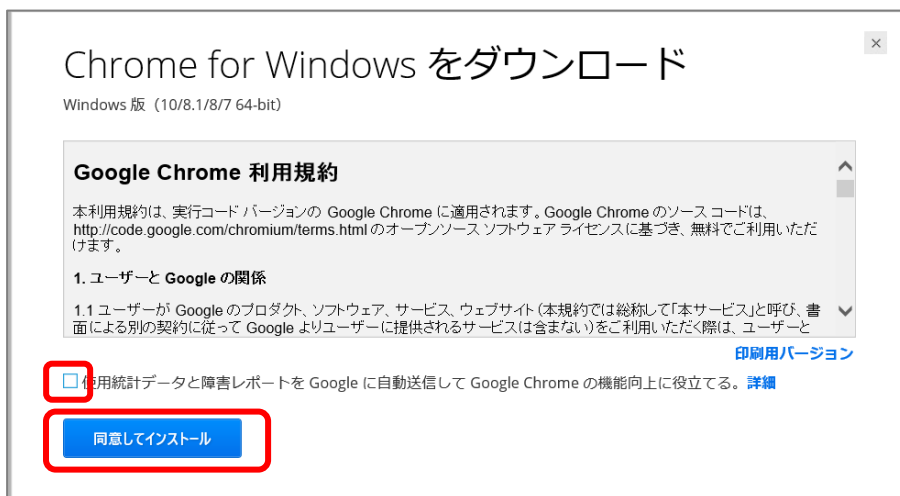 Chrome for Windows をダウンロード
Windows 版（10/8.1/8/7 64-bit）
Google Chrome 利用規約
本利用規約は、実行コード バージョンの Google Chrome に適用されます。Google Chrome のソース コードは、
http://code.google.com/chromium/terms.html のオープンソース ソフトウェア ライセンスに基づき、無料でご利用いただ
けます。
1. ユーザーと Google の関係
1.1 ユーザーが Google のプロダクト、ソフトウェア、サービス、ウェブサイト（本規約では総称して「本サービス」と呼び、書
面による別の契約に従って Google よりユーザーに提供されるサービスは含まない）をご利用いただく際は、ユーザーと
印刷用バージョン
使用統計データと障害レポートを Google に自動送信して Google Chrome の機能向上に役立てる。詳細
同意してインストール